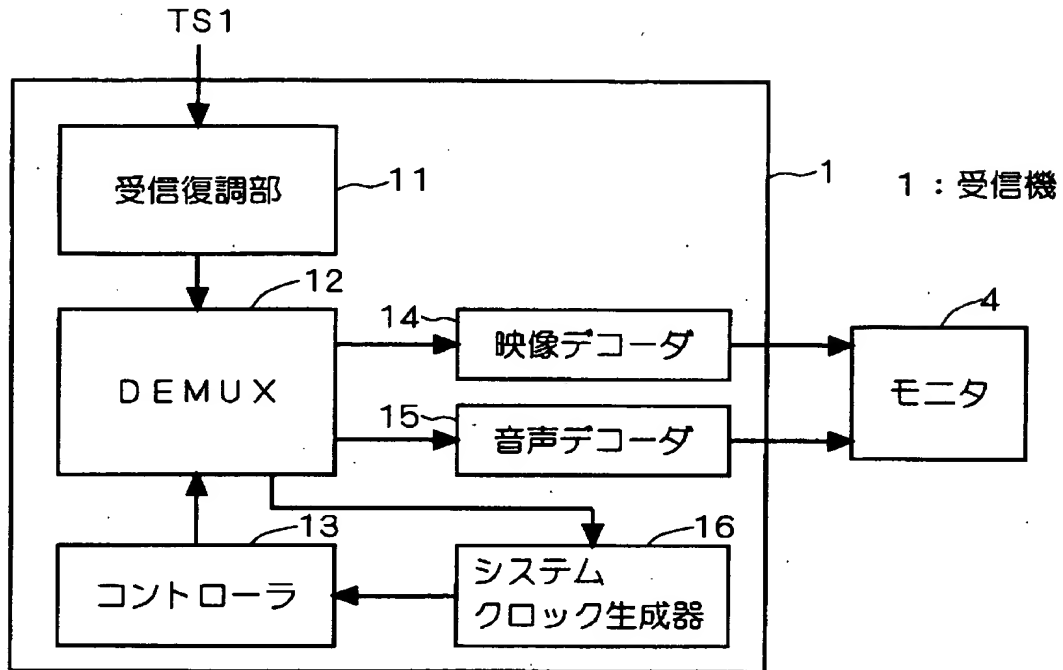 TS1
受信復調部
11
1
1：受信機
12
DEMUX
14
映像デコーダ
4
モニタ
15
音声デコーダ
13
コントローラ
16
システム
クロック生成器